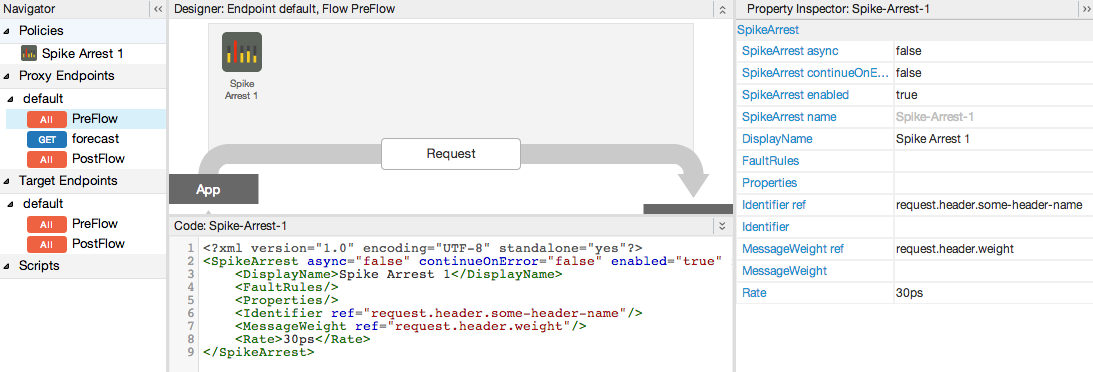 Navigator <<
Policies
Spike Arrest 1
Proxy Endpoints
default
All PreFlow
GET forecast
All PostFlow
Target Endpoints
default
All PreFlow
All PostFlow
Scripts
Designer: Endpoint default, Flow PreFlow
Spike
Arrest 1
Request
App
Code: Spike-Arrest-1
1 <?xml version="1.0" encoding="UTF-8" standalone="yes"?>
2 <SpikeArrest async="false" continueOnError="false" enabled="true"
3 <DisplayName>Spike Arrest 1</DisplayName>
4 <FaultRules/>
5 <Properties/>
6 <Identifier ref="request.header.some-header-name"/>
7 <MessageWeight ref="request.header.weight"/>
8 <Rate>30ps</Rate>
9 </SpikeArrest>
Property Inspector: Spike-Arrest-1 >>
SpikeArrest
SpikeArrest async false
SpikeArrest continueOnE... false
SpikeArrest enabled true
SpikeArrest name Spike-Arrest-1
DisplayName Spike Arrest 1
FaultRules
Properties
Identifier ref request.header.some-header-name
Identifier
MessageWeight ref request.header.weight
MessageWeight
Rate 30ps